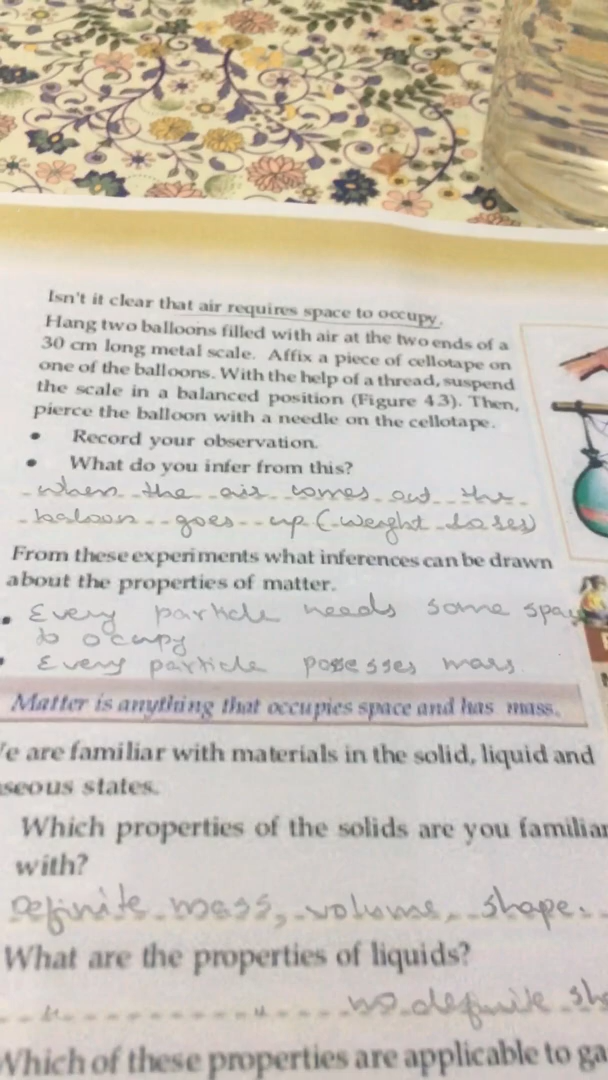 Isn't it clear that air requires space to occupy.
Hang two balloons filled with air at the two ends of a
30 cm long metal scale. Affix a piece of cellotape on
one of the balloons. With the help of a thread, suspend
the scale in a balanced position (Figure 4.3). Then,
pierce the balloon with a needle on the cellotape.
• Record your observation.
• What do you infer from this?
when the air comes out the
baloon goes up (weight loses)
From these experiments what inferences can be drawn
about the properties of matter.
• Every particle needs some spa
to ocupy
• Every particle posesses mass
Matter is anything that occupies space and has mass.
e are familiar with materials in the solid, liquid and
seous states.
Which properties of the solids are you familiar
with?
Definite mass, volume, shape.
What are the properties of liquids?
" " no definite sha
Which of these properties are applicable to ga